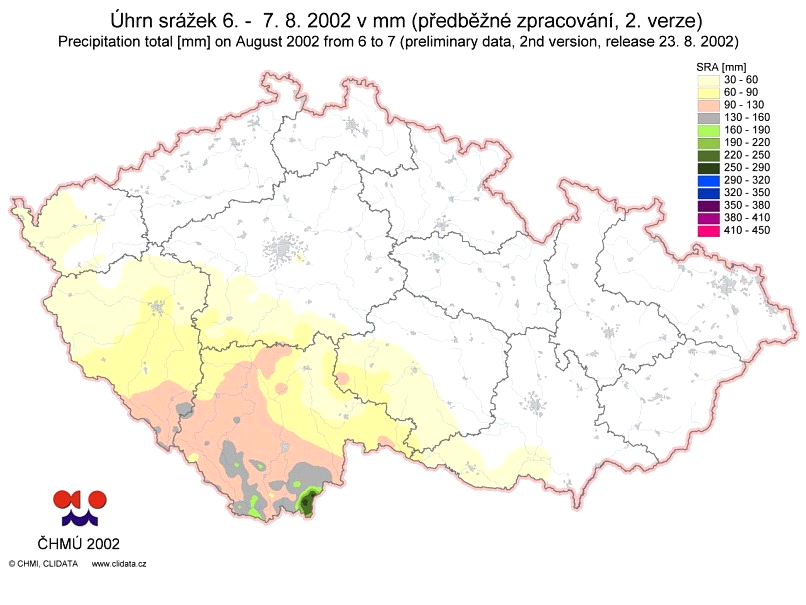 Úhrn srážek 6. - 7. 8. 2002 v mm (předběžné zpracování, 2. verze)
Precipitation total [mm] on August 2002 from 6 to 7 (preliminary data, 2nd version, release 23. 8. 2002)
SRA [mm]
30 - 60
60 - 90
90 - 130
130 - 160
160 - 190
190 - 220
220 - 250
250 - 290
290 - 320
320 - 350
350 - 380
380 - 410
410 - 450
ČHMÚ 2002
© CHMI, CLIDATA www.clidata.cz